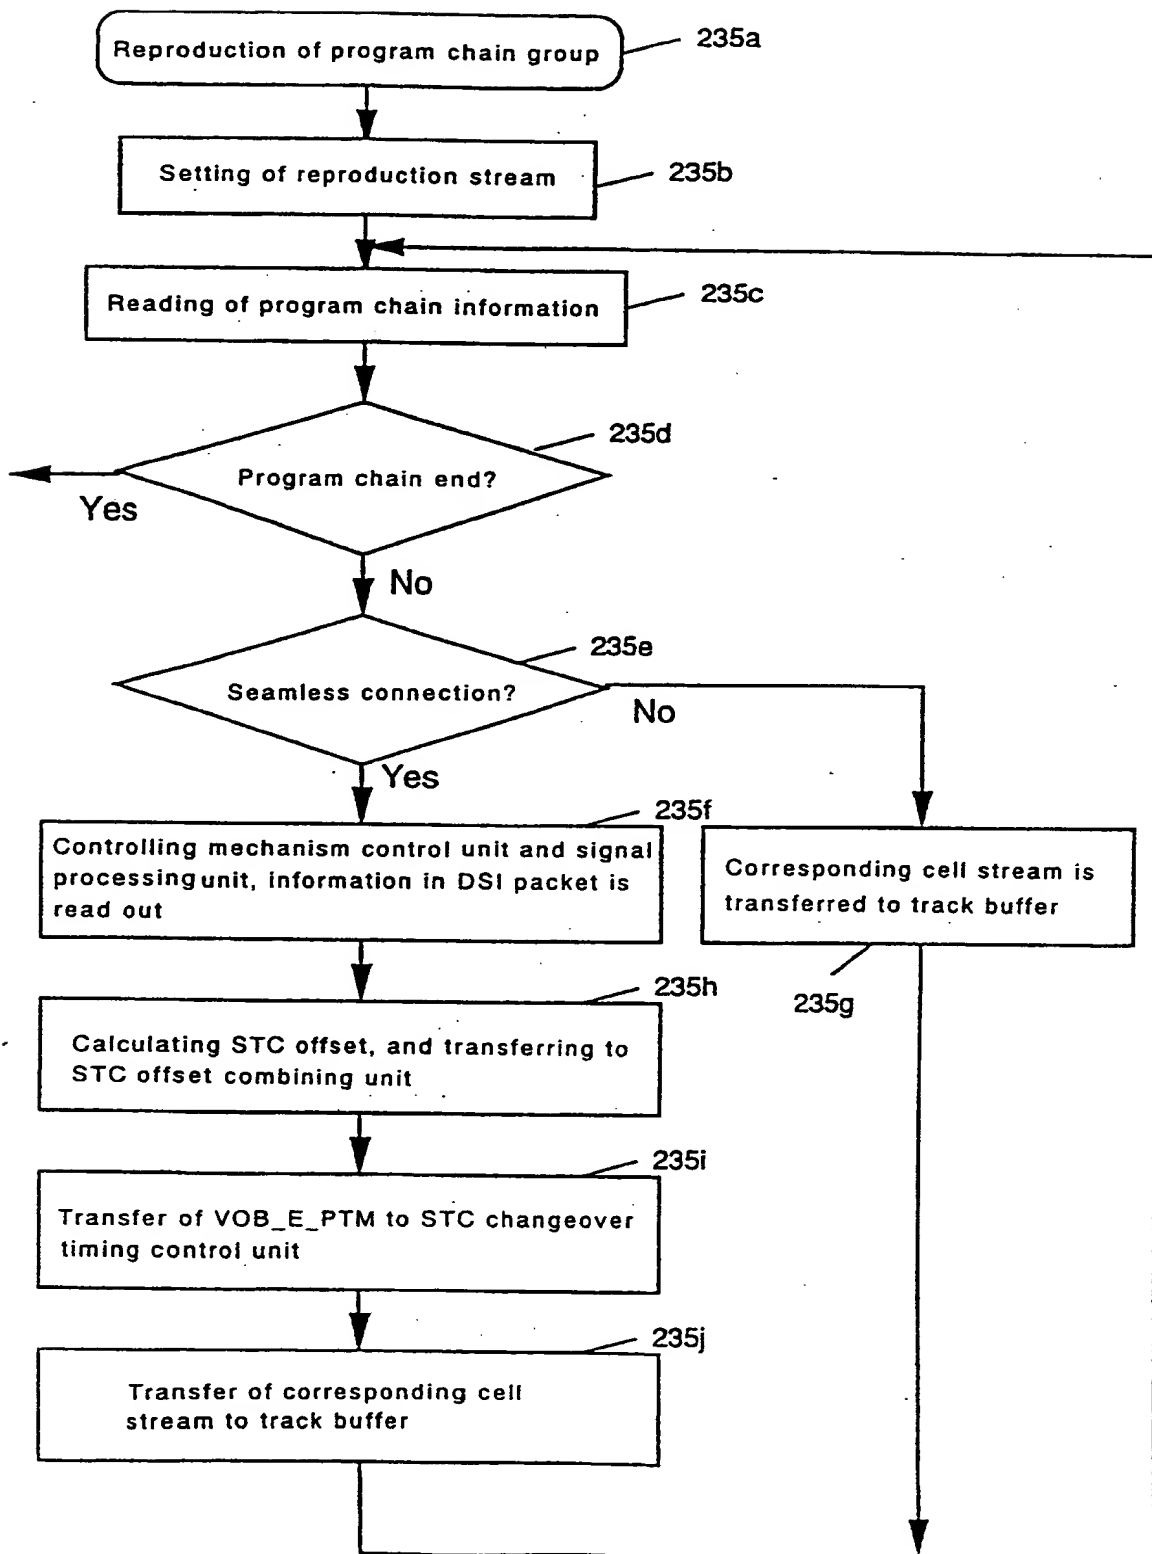 Reproduction of program chain group
235a
Setting of reproduction stream
235b
Reading of program chain information
235c
235d
Program chain end?
Yes
No
235e
Seamless connection?
No
Yes
235f
Controlling mechanism control unit and signal
processing unit, information in DSI packet is
read out
Corresponding cell stream is
transferred to track buffer
235g
235h
Calculating STC offset, and transferring to
STC offset combining unit
235i
Transfer of VOB_E_PTM to STC changeover
timing control unit
235j
Transfer of corresponding cell
stream to track buffer